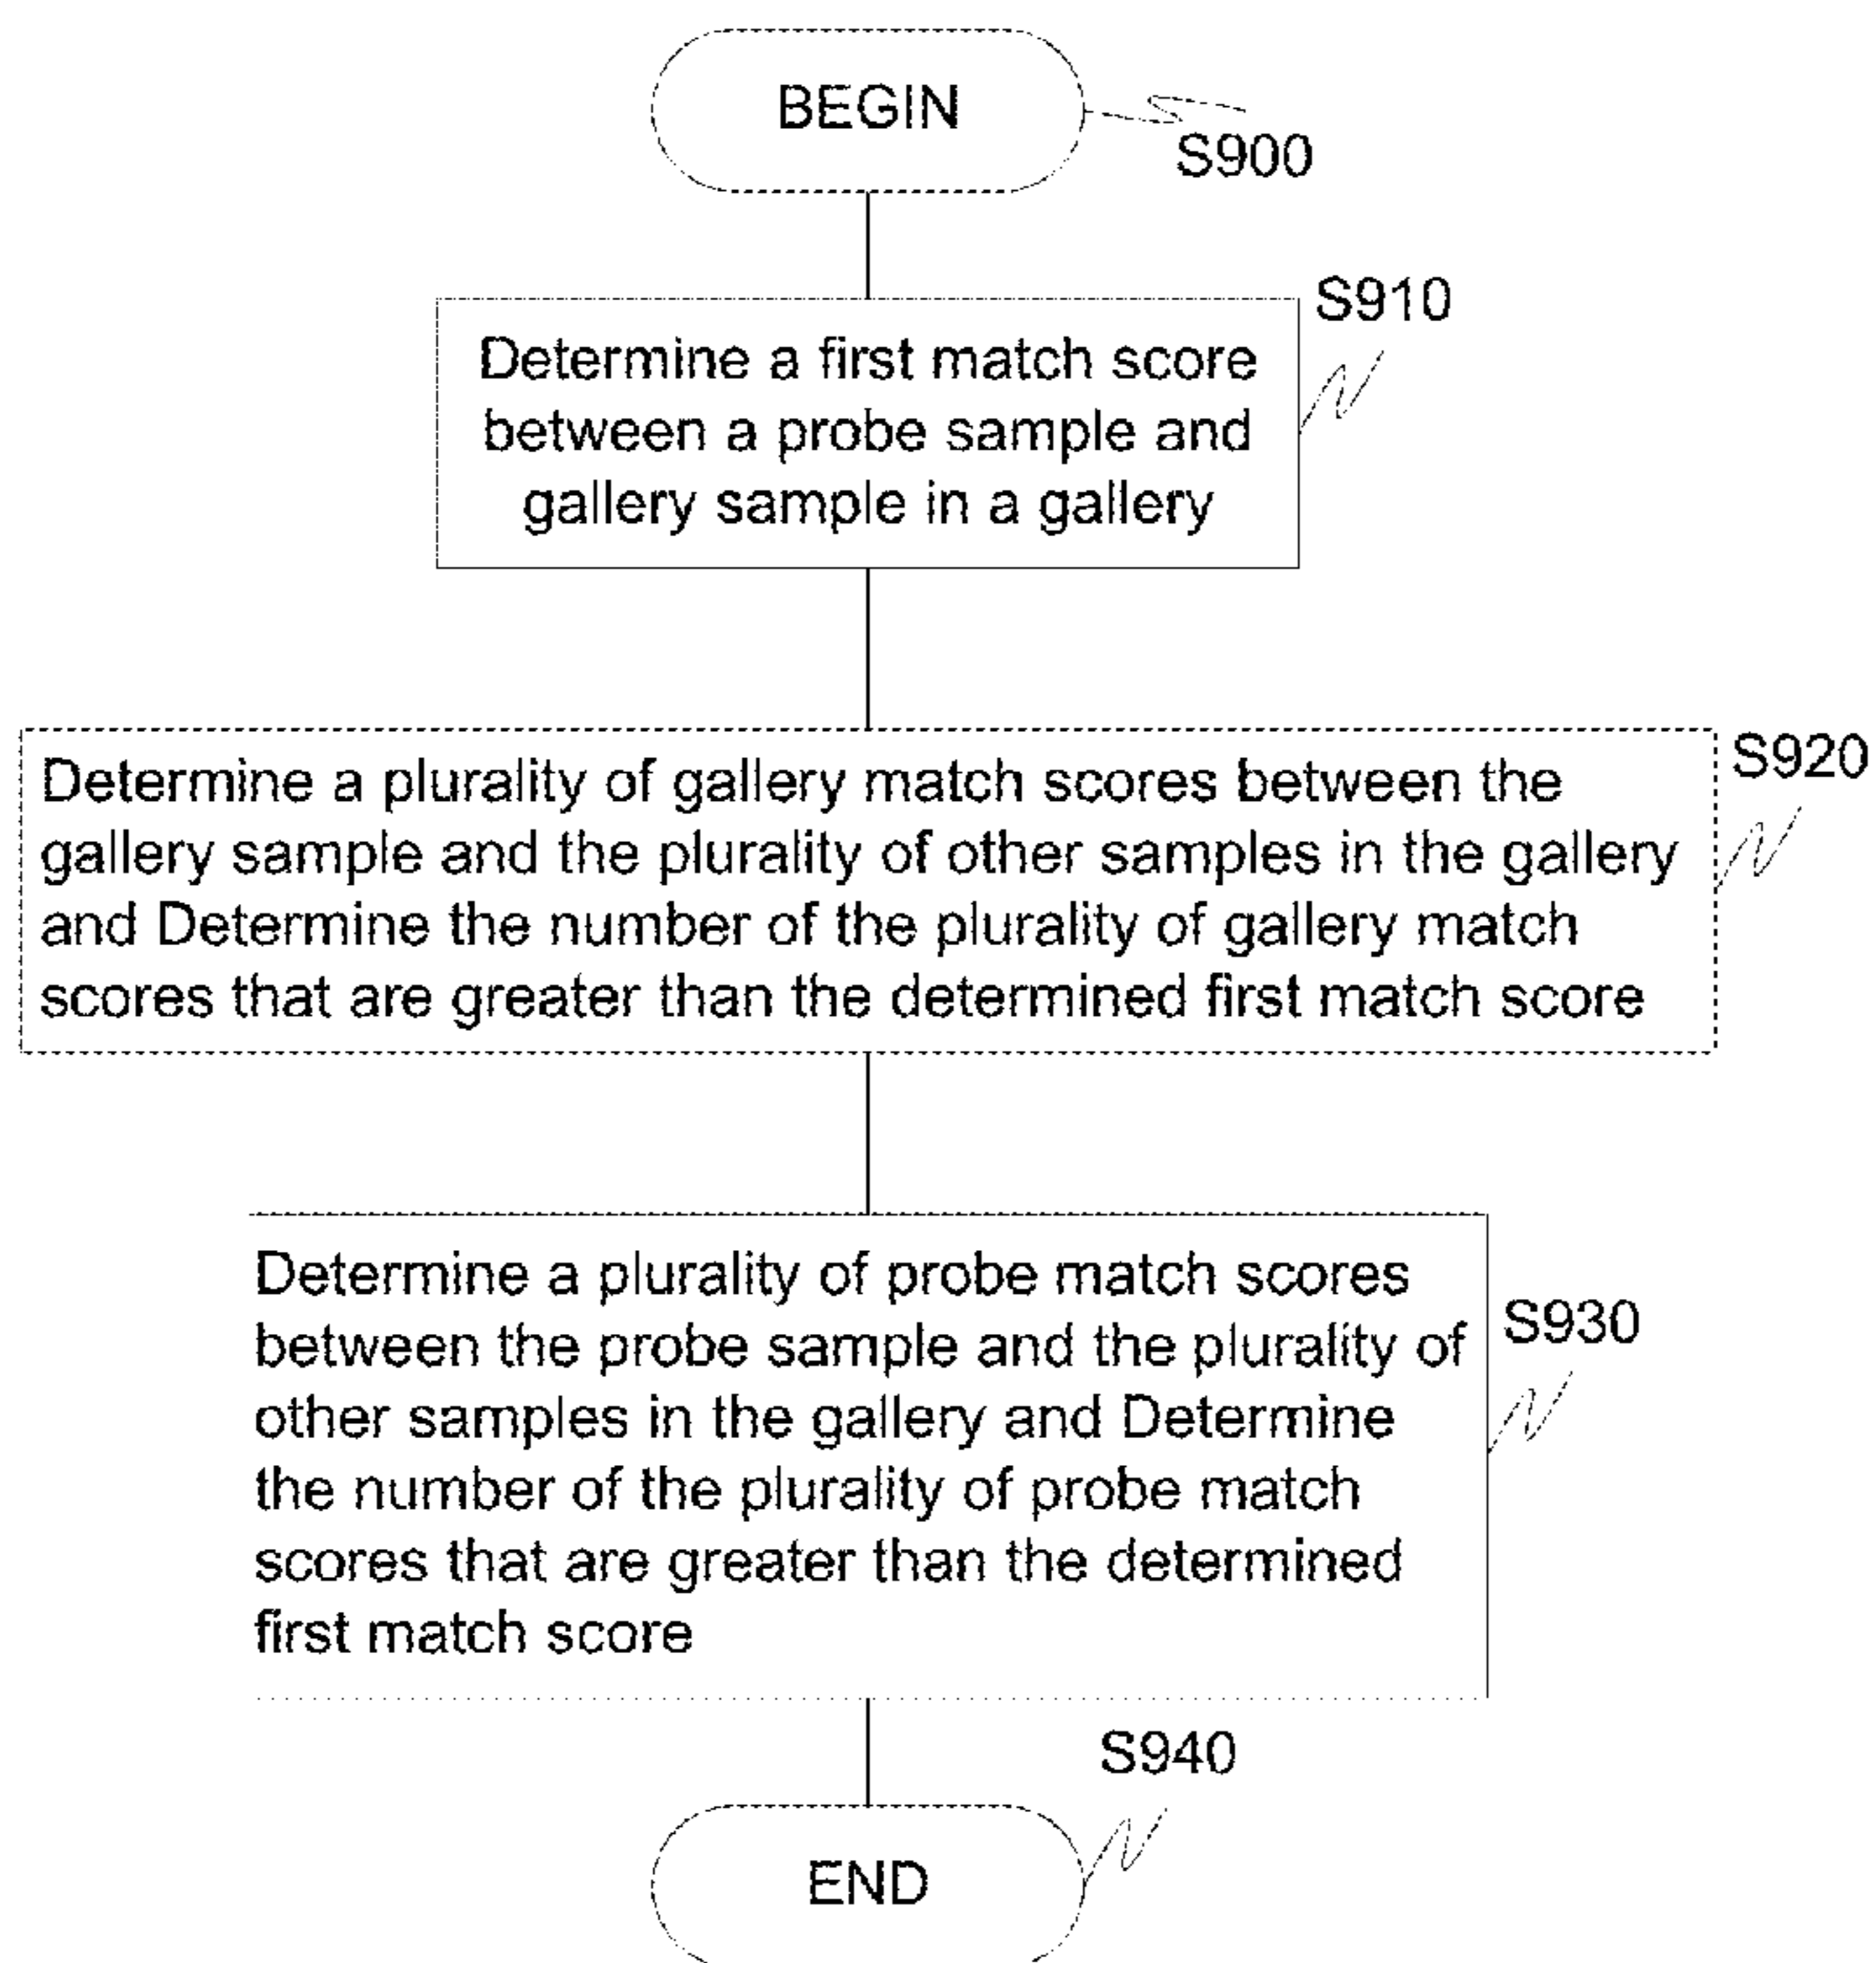 BEGIN
S900
S910
Determine a first match score
between a probe sample and
gallery sample in a gallery
S920
Determine a plurality of gallery match scores between the
gallery sample and the plurality of other samples in the gallery
and Determine the number of the plurality of gallery match
scores that are greater than the determined first match score
Determine a plurality of probe match scores
between the probe sample and the plurality of
other samples in the gallery and Determine
the number of the plurality of probe match
scores that are greater than the determined
first match score
S930
S940
END